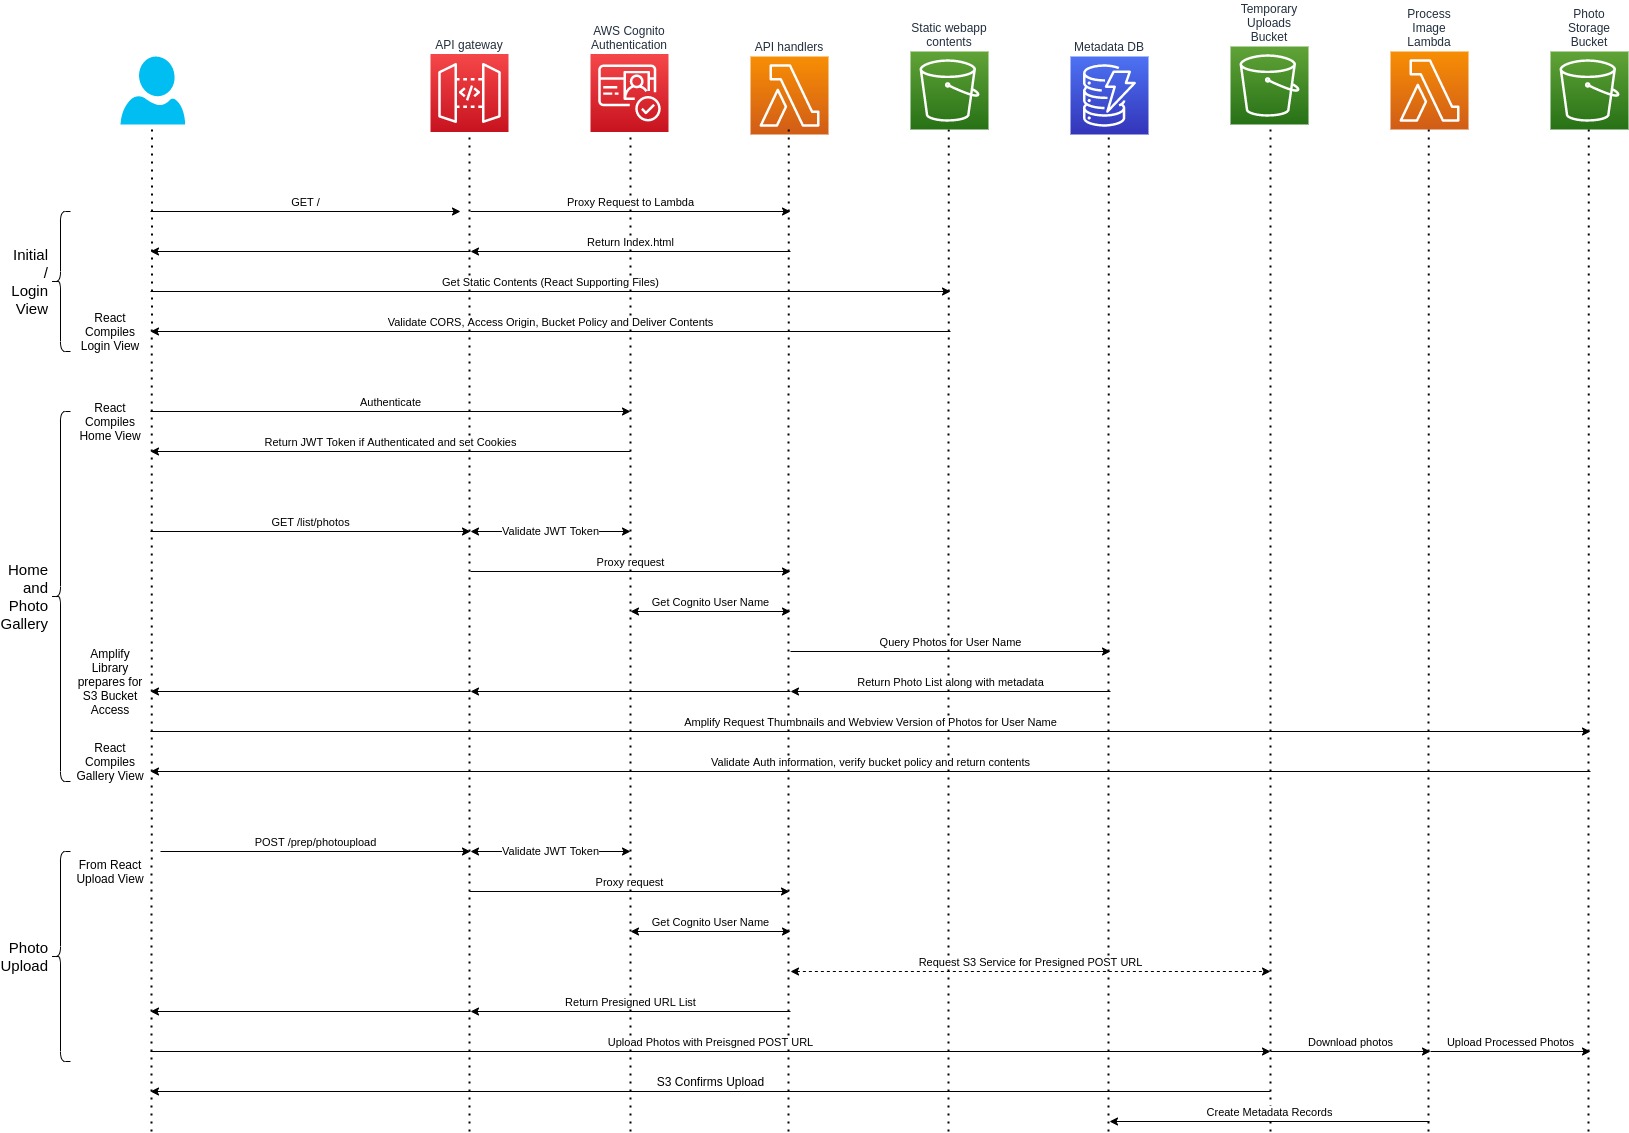 Temporary
Uploads
Bucket
Process
Image
Lambda
Photo
Storage
Bucket
Static webapp
contents
AWS Cognito
Authentication
API gateway
API handlers
Metadata DB
Initial
/
Login
View
GET /
Proxy Request to Lambda
Return Index.html
Get Static Contents (React Supporting Files)
React
Compiles
Login View
Validate CORS, Access Origin, Bucket Policy and Deliver Contents
Home
and
Photo
Gallery
React
Compiles
Home View
Authenticate
Return JWT Token if Authenticated and set Cookies
GET /list/photos
Validate JWT Token
Proxy request
Get Cognito User Name
Query Photos for User Name
Amplify
Library
prepares for
S3 Bucket
Access
Return Photo List along with metadata
Amplify Request Thumbnails and Webview Version of Photos for User Name
React
Compiles
Gallery View
Validate Auth information, verify bucket policy and return contents
Photo
Upload
From React
Upload View
POST /prep/photoupload
Validate JWT Token
Proxy request
Get Cognito User Name
Request S3 Service for Presigned POST URL
Return Presigned URL List
Upload Photos with Preisgned POST URL
Download photos
Upload Processed Photos
S3 Confirms Upload
Create Metadata Records